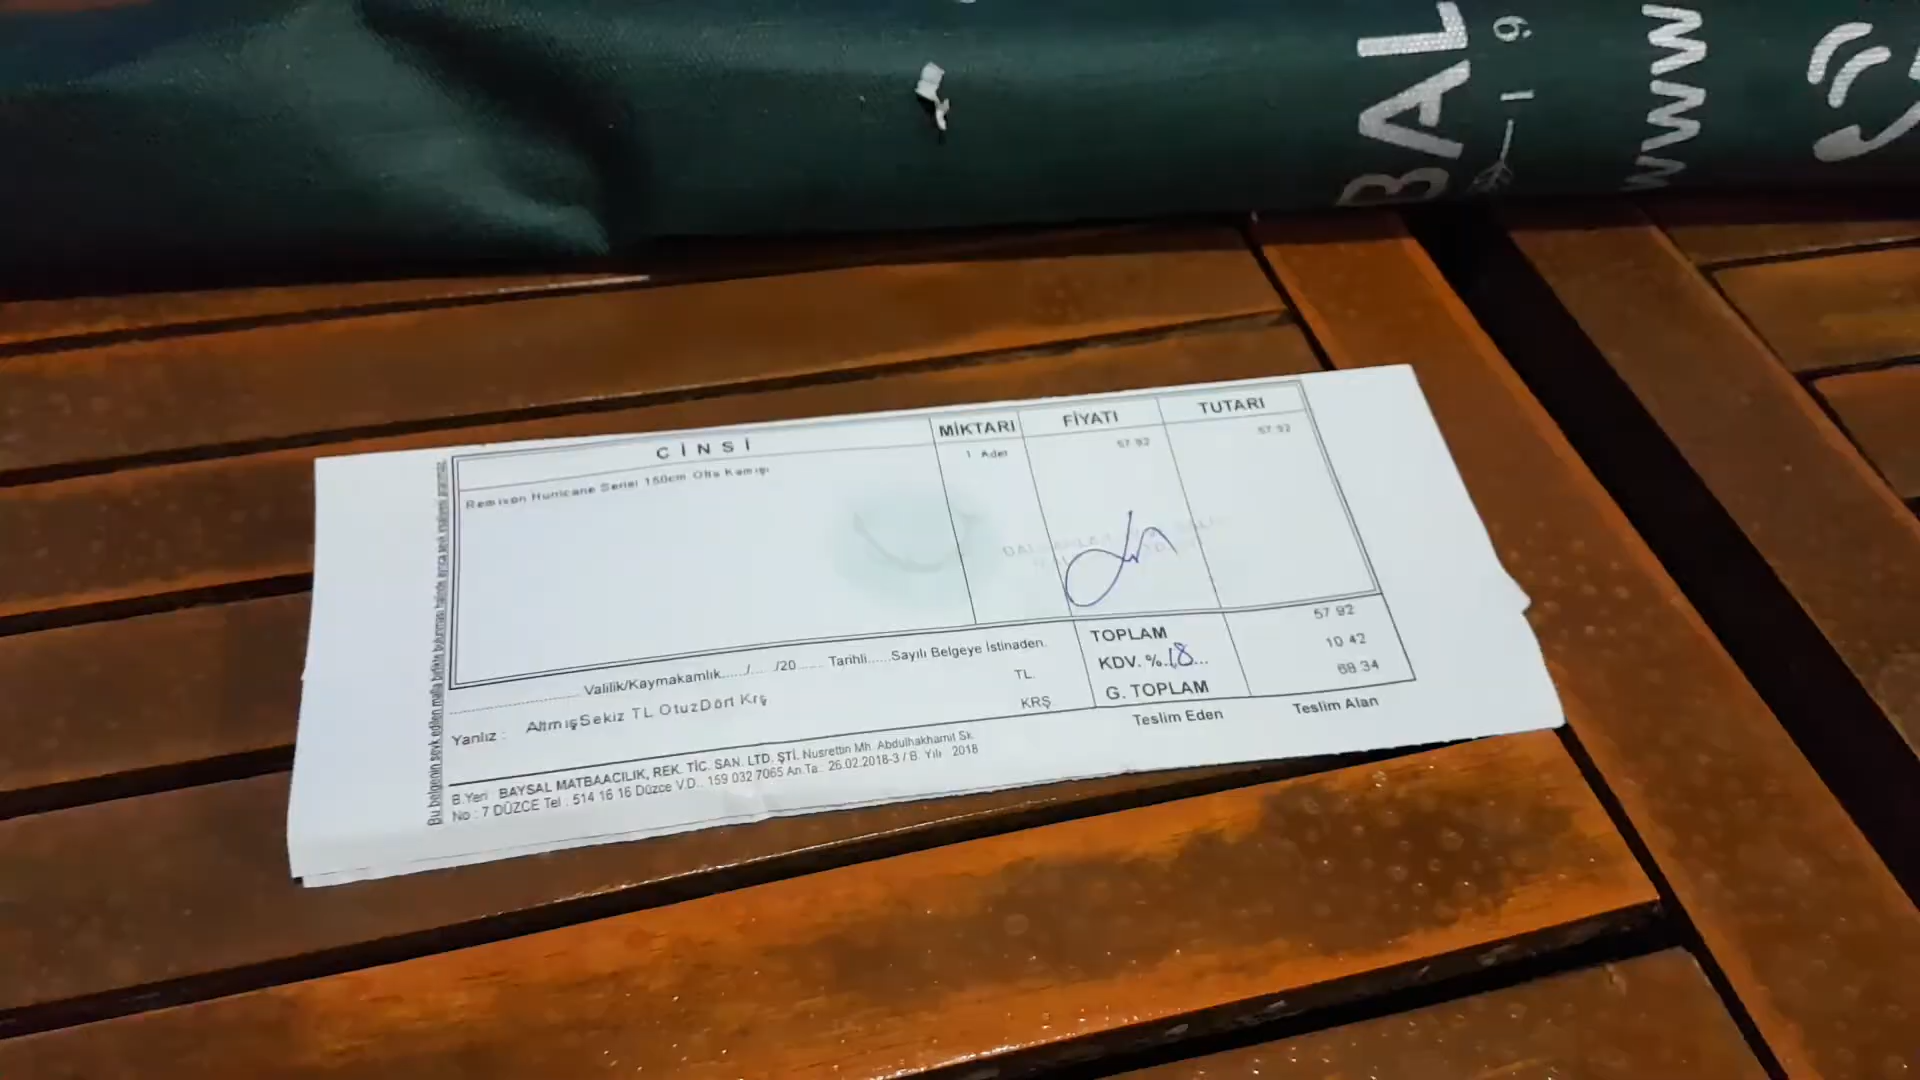 BAL
1 9
www
CİNSİ MİKTARI FİYATI TUTARI
Remixon Hurricane Serisi 150cm Olta Kamışı 1 Adet 57 92 57 92
TOPLAM 57 92
KDV. %.18... 10 42
G. TOPLAM 68 34
Valilik/Kaymakamlık....../...... /20....... Tarihli......Sayılı Belgeye İstinaden.
TL.
Yanlız : AltmışSekiz TL OtuzDört Krş KRŞ
Teslim Eden Teslim Alan
B.Yeri : BAYSAL MATBAACILIK, REK. TİC. SAN. LTD. ŞTİ. Nusrettin Mh. Abdulhakhamit Sk.
No : 7 DÜZCE Tel : 514 16 16 Düzce V.D.: 159 032 7065 An.Ta.: 26.02.2018-3 / B. Yılı : 2018